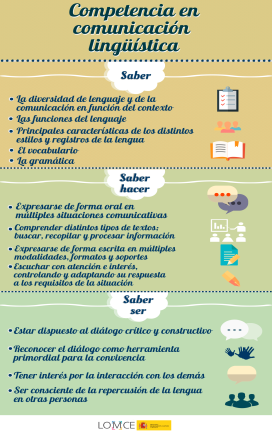 Competencia en
comunicación
lingüística
Saber
• La diversidad de lenguaje y de la
comunicación en función del contexto
• Las funciones del lenguaje
• Principales características de los distintos
estilos y registros de la lengua
• El vocabulario
• La gramática
Saber
hacer
• Expresarse de forma oral en
múltiples situaciones comunicativas
• Comprender distintos tipos de textos:
buscar, recopilar y procesar información
• Expresarse de forma escrita en múltiples
modalidades, formatos y soportes
• Escuchar con atención e interés,
controlando y adaptando su respuesta
a los requisitos de la situación
Saber
ser
• Estar dispuesto al diálogo crítico y constructivo
• Reconocer el diálogo como herramienta
primordial para la convivencia
• Tener interés por la interacción con los demás
• Ser consciente de la repercusión de la lengua
en otras personas
LOMCE